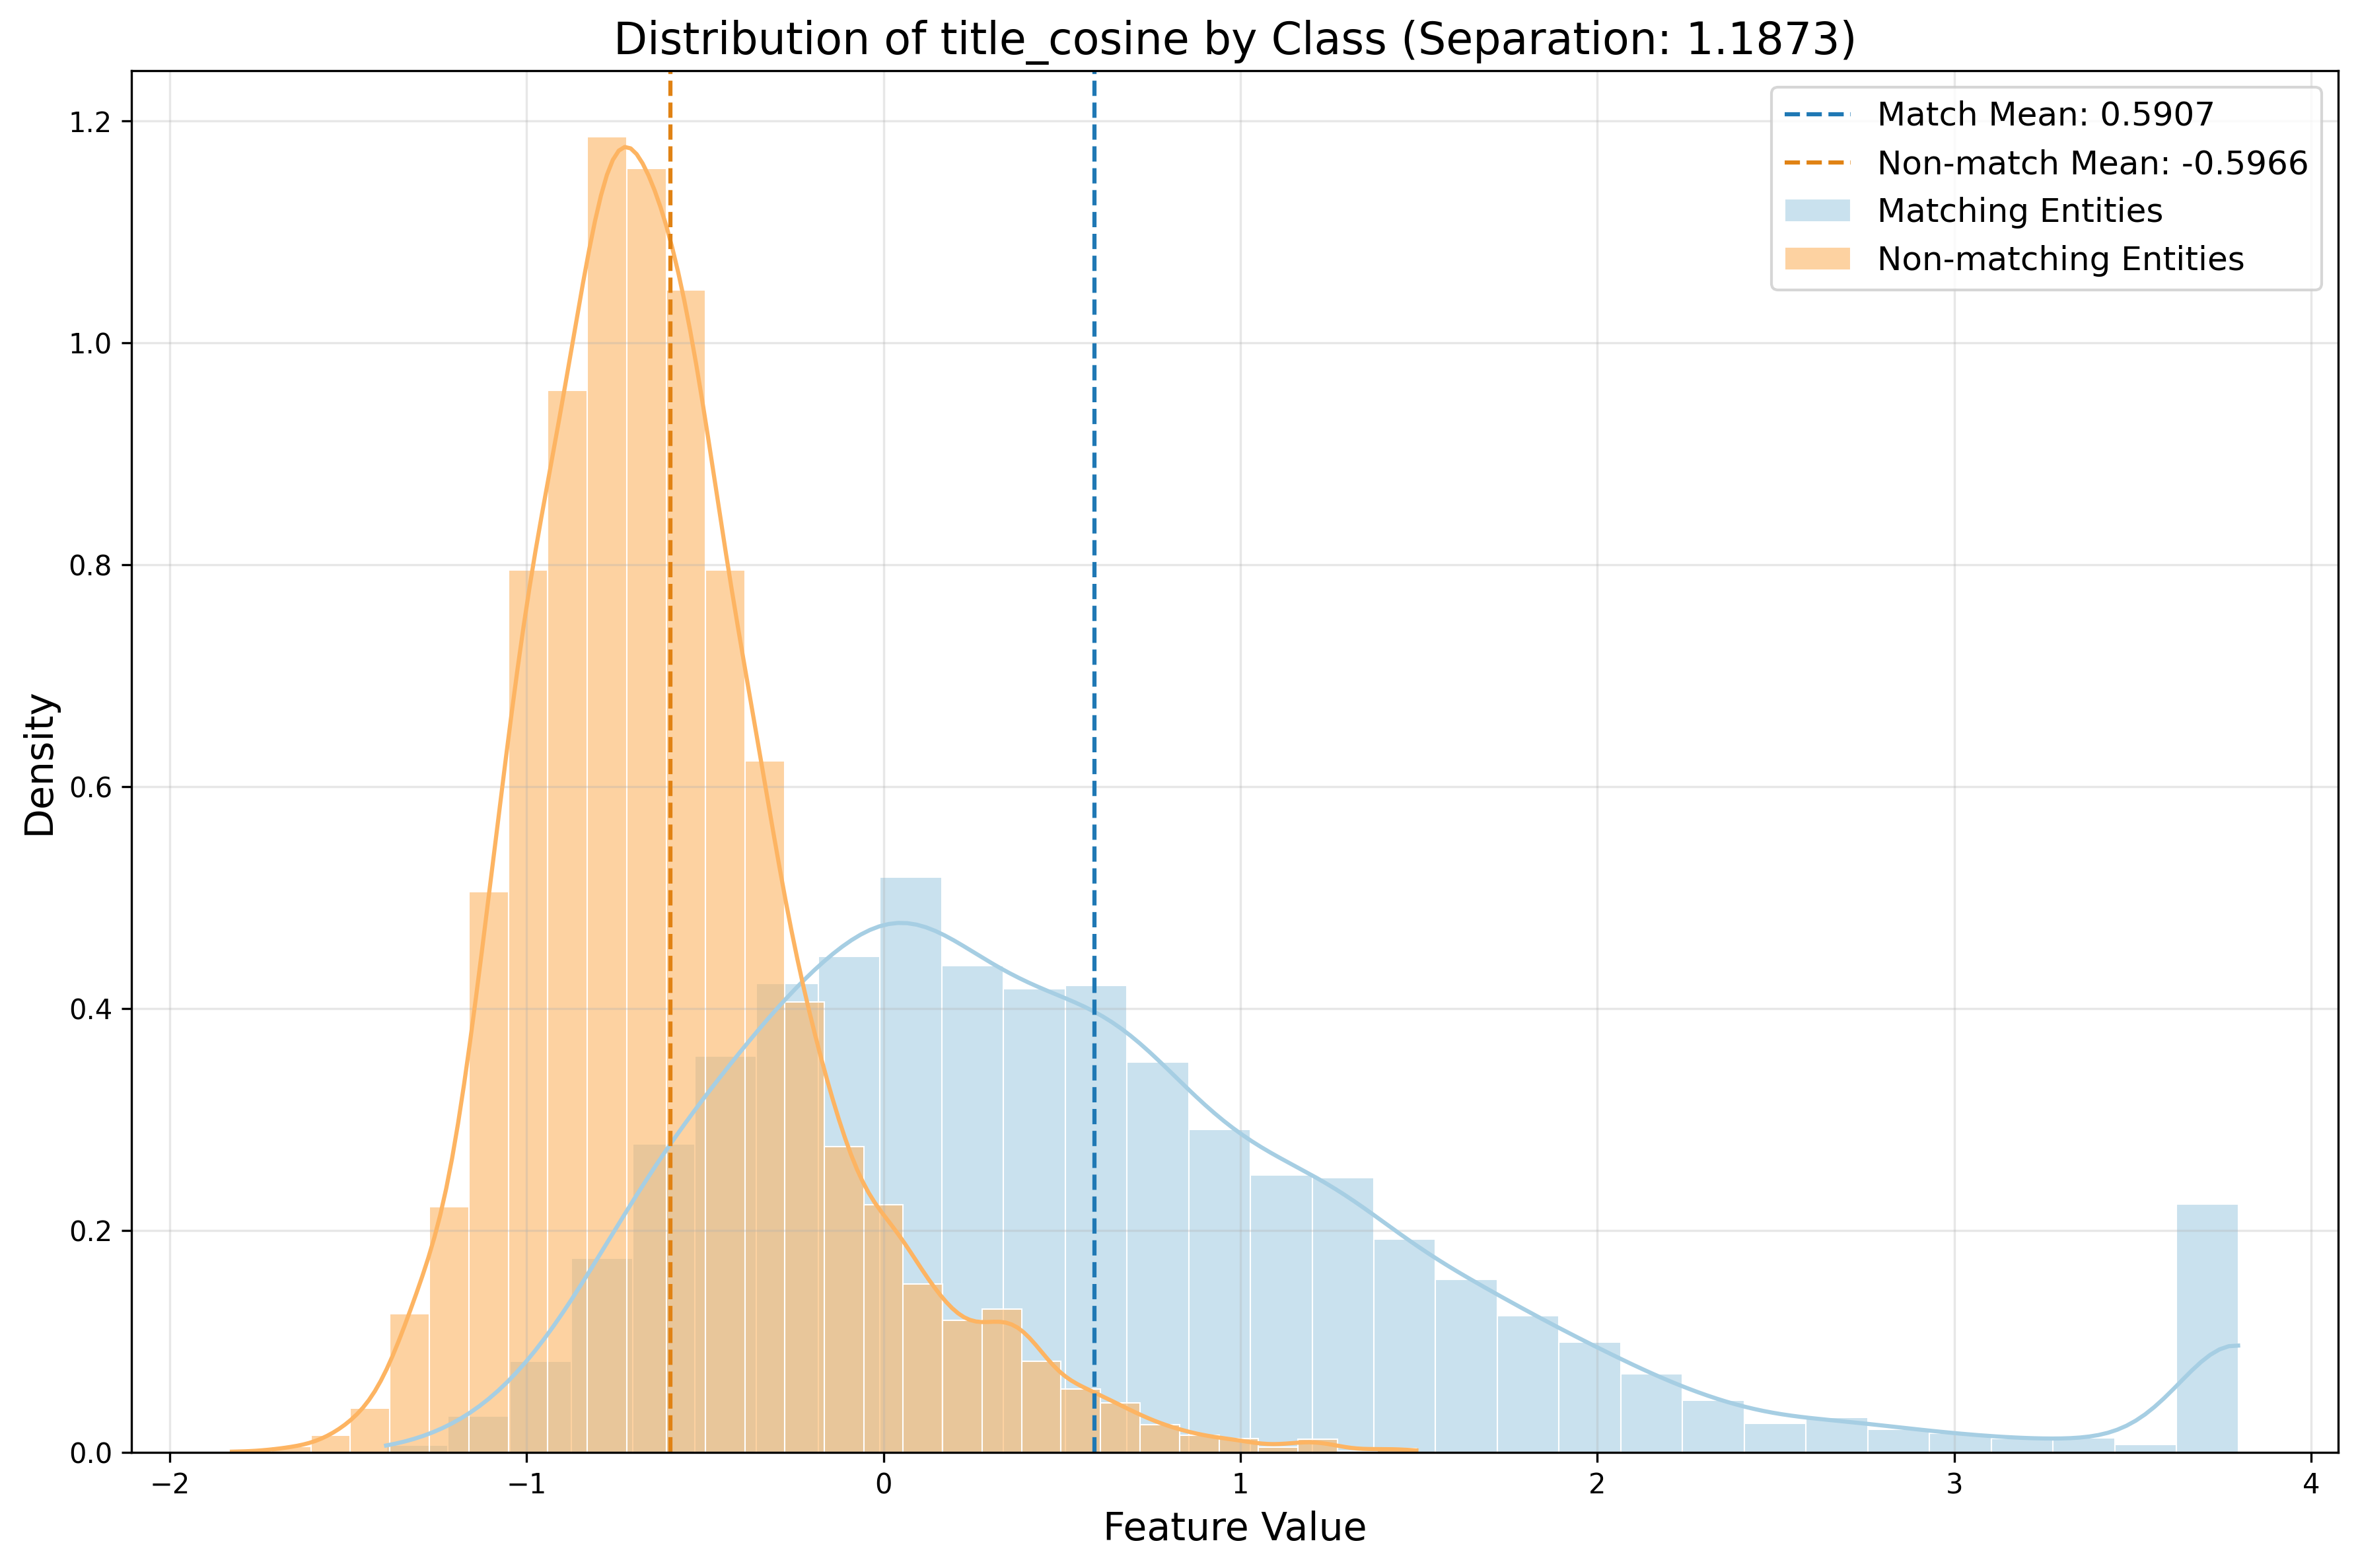 Distribution of title_cosine by Class (Separation: 1.1873)
Match Mean: 0.5907
Non-match Mean: -0.5966
Matching Entities
Non-matching Entities
1.2
1.0
0.8
0.6
0.4
0.2
0.0
Density
−2
−1
0
1
2
3
4
Feature Value